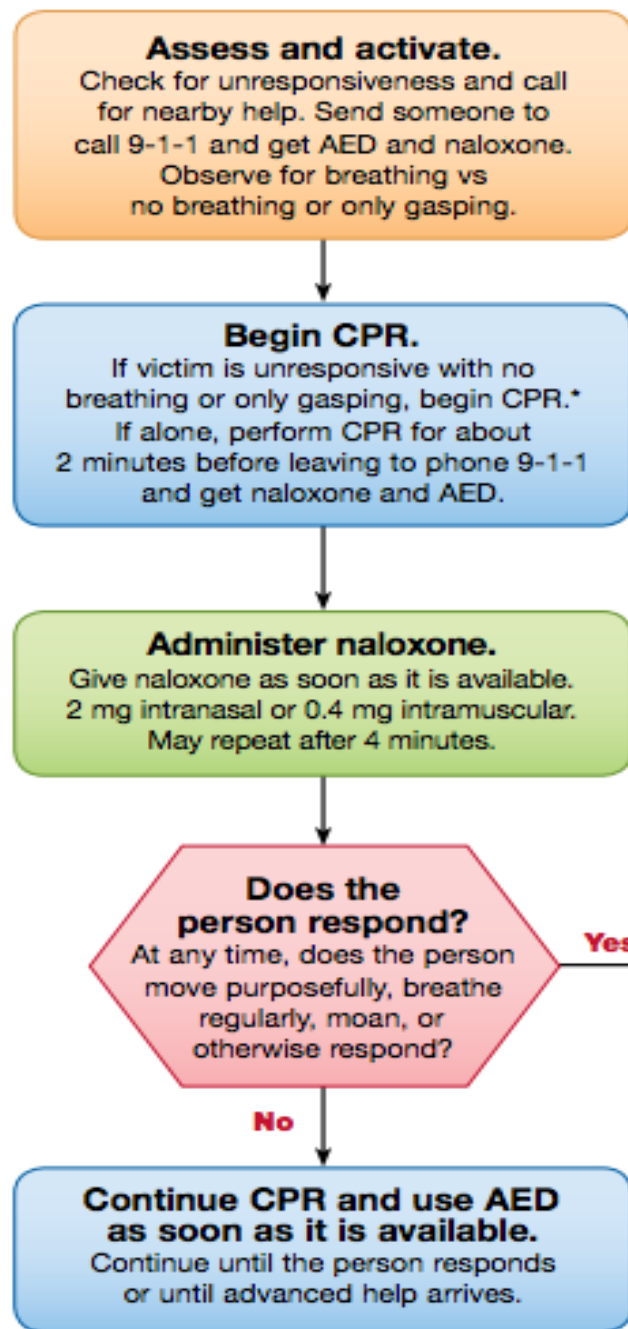 Assess and activate.
Check for unresponsiveness and call
for nearby help. Send someone to
call 9-1-1 and get AED and naloxone.
Observe for breathing vs
no breathing or only gasping.
Begin CPR.
If victim is unresponsive with no
breathing or only gasping, begin CPR.*
If alone, perform CPR for about
2 minutes before leaving to phone 9-1-1
and get naloxone and AED.
Administer naloxone.
Give naloxone as soon as it is available.
2 mg intranasal or 0.4 mg intramuscular.
May repeat after 4 minutes.
Does the
person respond?
At any time, does the person
move purposefully, breathe
regularly, moan, or
otherwise respond?
Yes
No
Continue CPR and use AED
as soon as it is available.
Continue until the person responds
or until advanced help arrives.